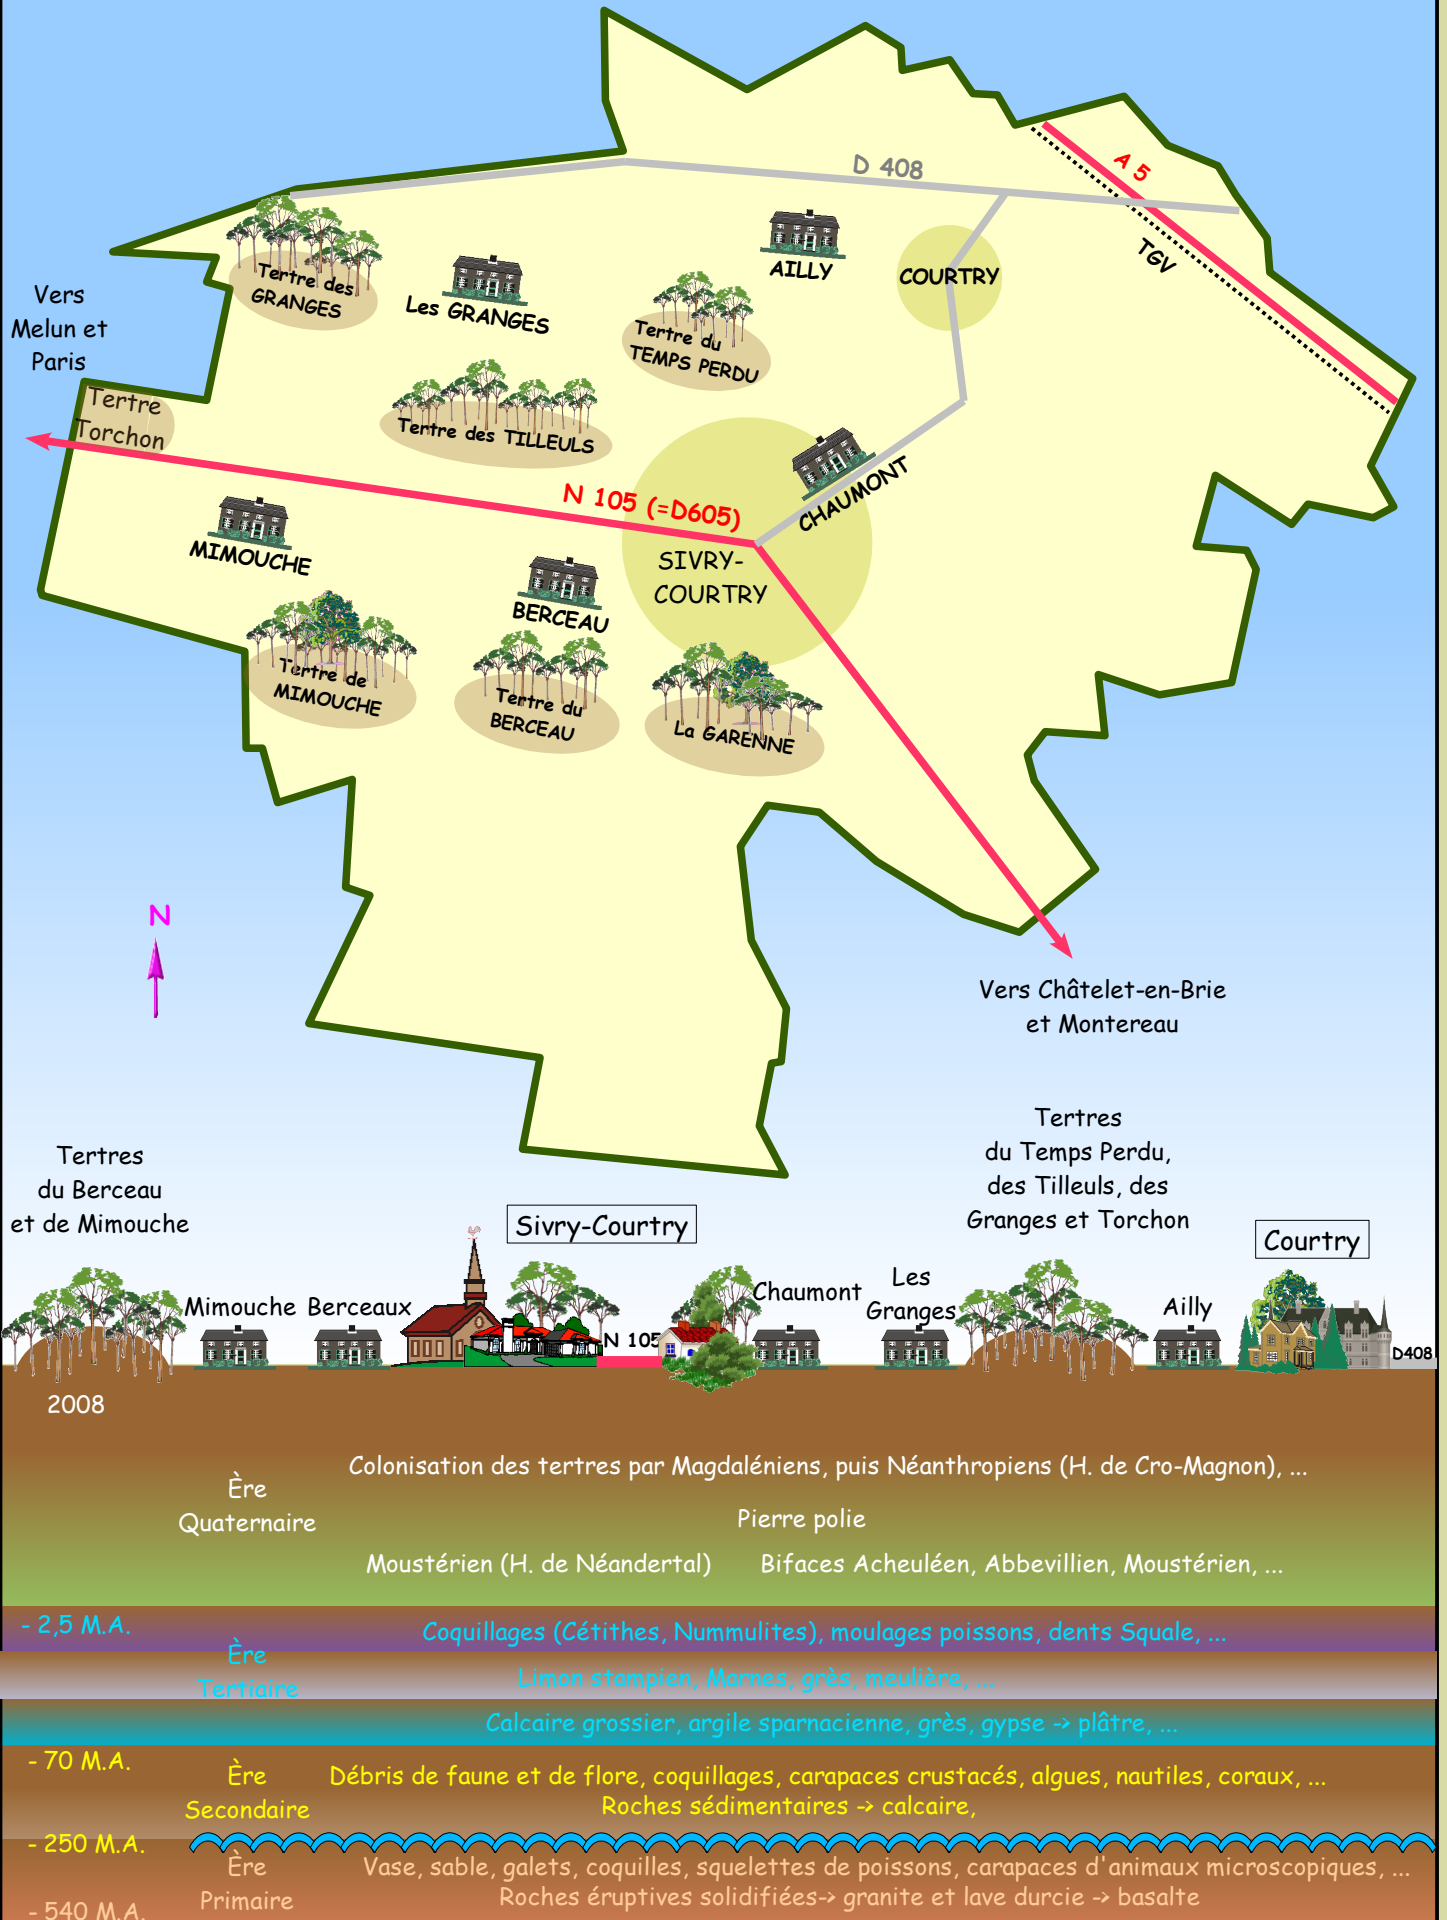 D 408
A 5
TGV
AILLY
COURTRY
Tertre des
GRANGES
Les GRANGES
Vers
Melun et
Paris
Tertre du
TEMPS PERDU
Tertre
Torchon
Tertre des TILLEULS
CHAUMONT
N 105 (=D605)
MIMOUCHE
SIVRY-
COURTRY
BERCEAU
Tertre de
MIMOUCHE
Tertre du
BERCEAU
La GARENNE
N
Vers Châtelet-en-Brie
et Montereau
Tertres
du Berceau
et de Mimouche
Sivry-Courtry
Tertres
du Temps Perdu,
des Tilleuls, des
Granges et Torchon
Courtry
Mimouche
Berceaux
N 105
Chaumont
Les
Granges
Ailly
D408
2008
Ère
Quaternaire
Colonisation des tertres par Magdaléniens, puis Néanthropiens (H. de Cro-Magnon), ...
Pierre polie
Moustérien (H. de Néandertal)
Bifaces Acheuléen, Abbevillien, Moustérien, ...
- 2,5 M.A.
Ère
Tertiaire
Coquillages (Cétithes, Nummulites), moulages poissons, dents Squale, ...
Limon stampien, Marnes, grès, meulière, ...
Calcaire grossier, argile sparnacienne, grès, gypse -> plâtre, ...
- 70 M.A.
Ère
Secondaire
Débris de faune et de flore, coquillages, carapaces crustacés, algues, nautiles, coraux, ...
Roches sédimentaires -> calcaire,
- 250 M.A.
Ère
Primaire
Vase, sable, galets, coquilles, squelettes de poissons, carapaces d'animaux microscopiques, ...
Roches éruptives solidifiées-> granite et lave durcie -> basalte
- 540 M.A.